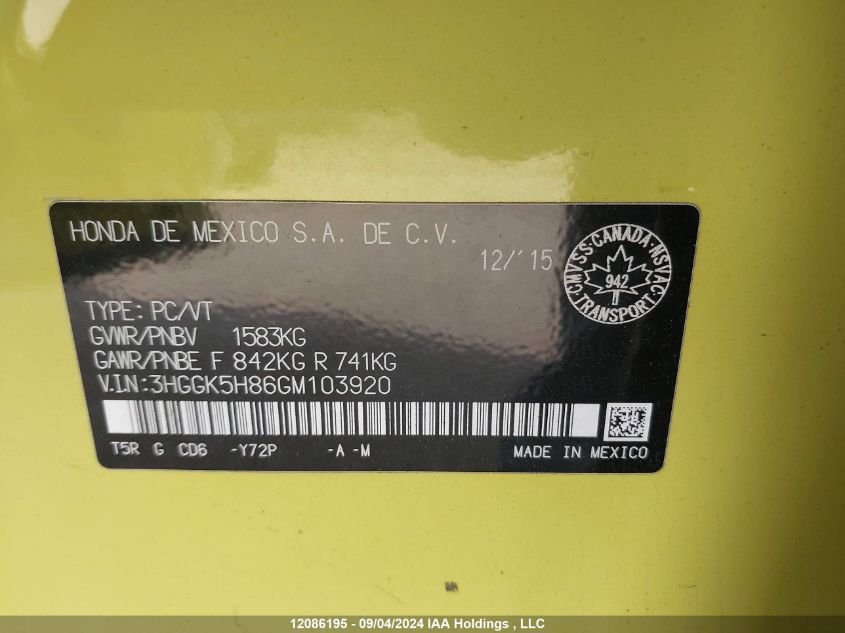 HONDA DE MEXICO S.A. DE C.V.
12/'15
CMVSS·CANADA·NSVAC·TRANSPORT·
942
TYPE: PC/VT
GVWR/PNBV 1583KG
GAWR/PNBE F 842KG R 741KG
V.I.N:3HGGK5H86GM103920
T5R G CD6 -Y72P -A -M
MADE IN MEXICO
12086195 - 09/04/2024 IAA Holdings , LLC